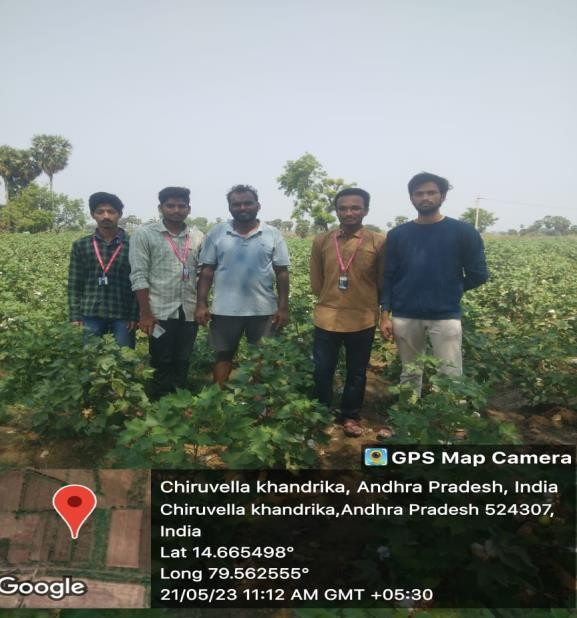 GPS Map Camera
Chiruvella khandrika, Andhra Pradesh, India
Chiruvella khandrika,Andhra Pradesh 524307,
India
Lat 14.665498°
Long 79.562555°
21/05/23 11:12 AM GMT +05:30
Google